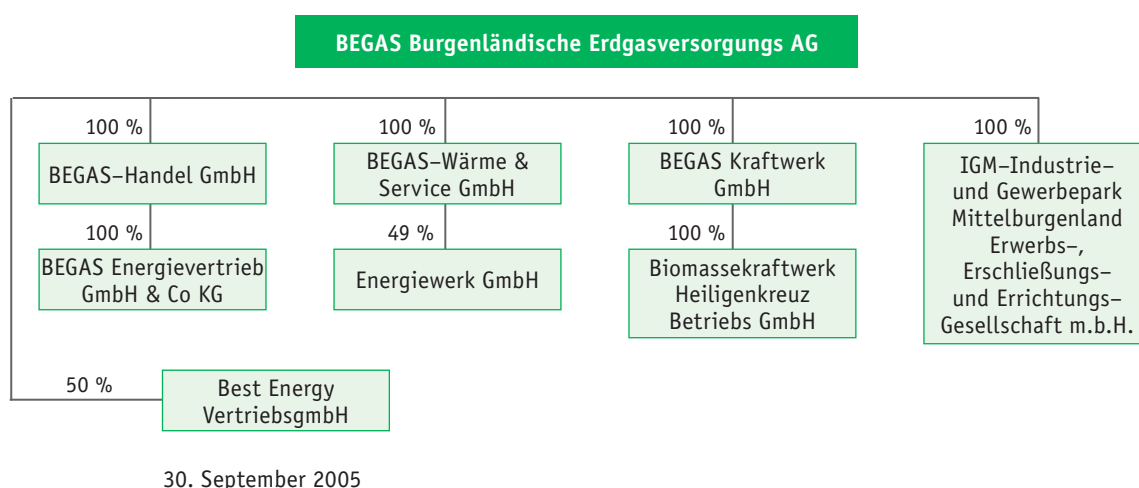 BEGAS Burgenländische Erdgasversorgungs AG
100 %
BEGAS–Handel GmbH
100 %
BEGAS Energievertrieb
GmbH & Co KG
100 %
BEGAS–Wärme &
Service GmbH
49 %
Energiewerk GmbH
100 %
BEGAS Kraftwerk
GmbH
100 %
Biomassekraftwerk
Heiligenkreuz
Betriebs GmbH
100 %
IGM–Industrie–
und Gewerbepark
Mittelburgenland
Erwerbs–,
Erschließungs–
und Errichtungs–
Gesellschaft m.b.H.
50 %
Best Energy
VertriebsgmbH
30. September 2005